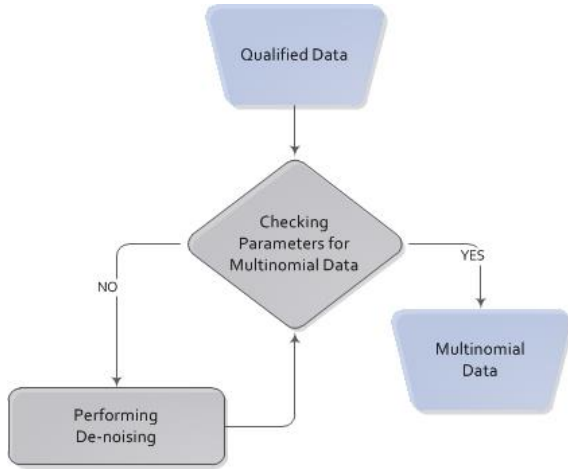 Qualified Data
Checking
Parameters for
Multinomial Data
NO
YES
Multinomial
Data
Performing
De-noising